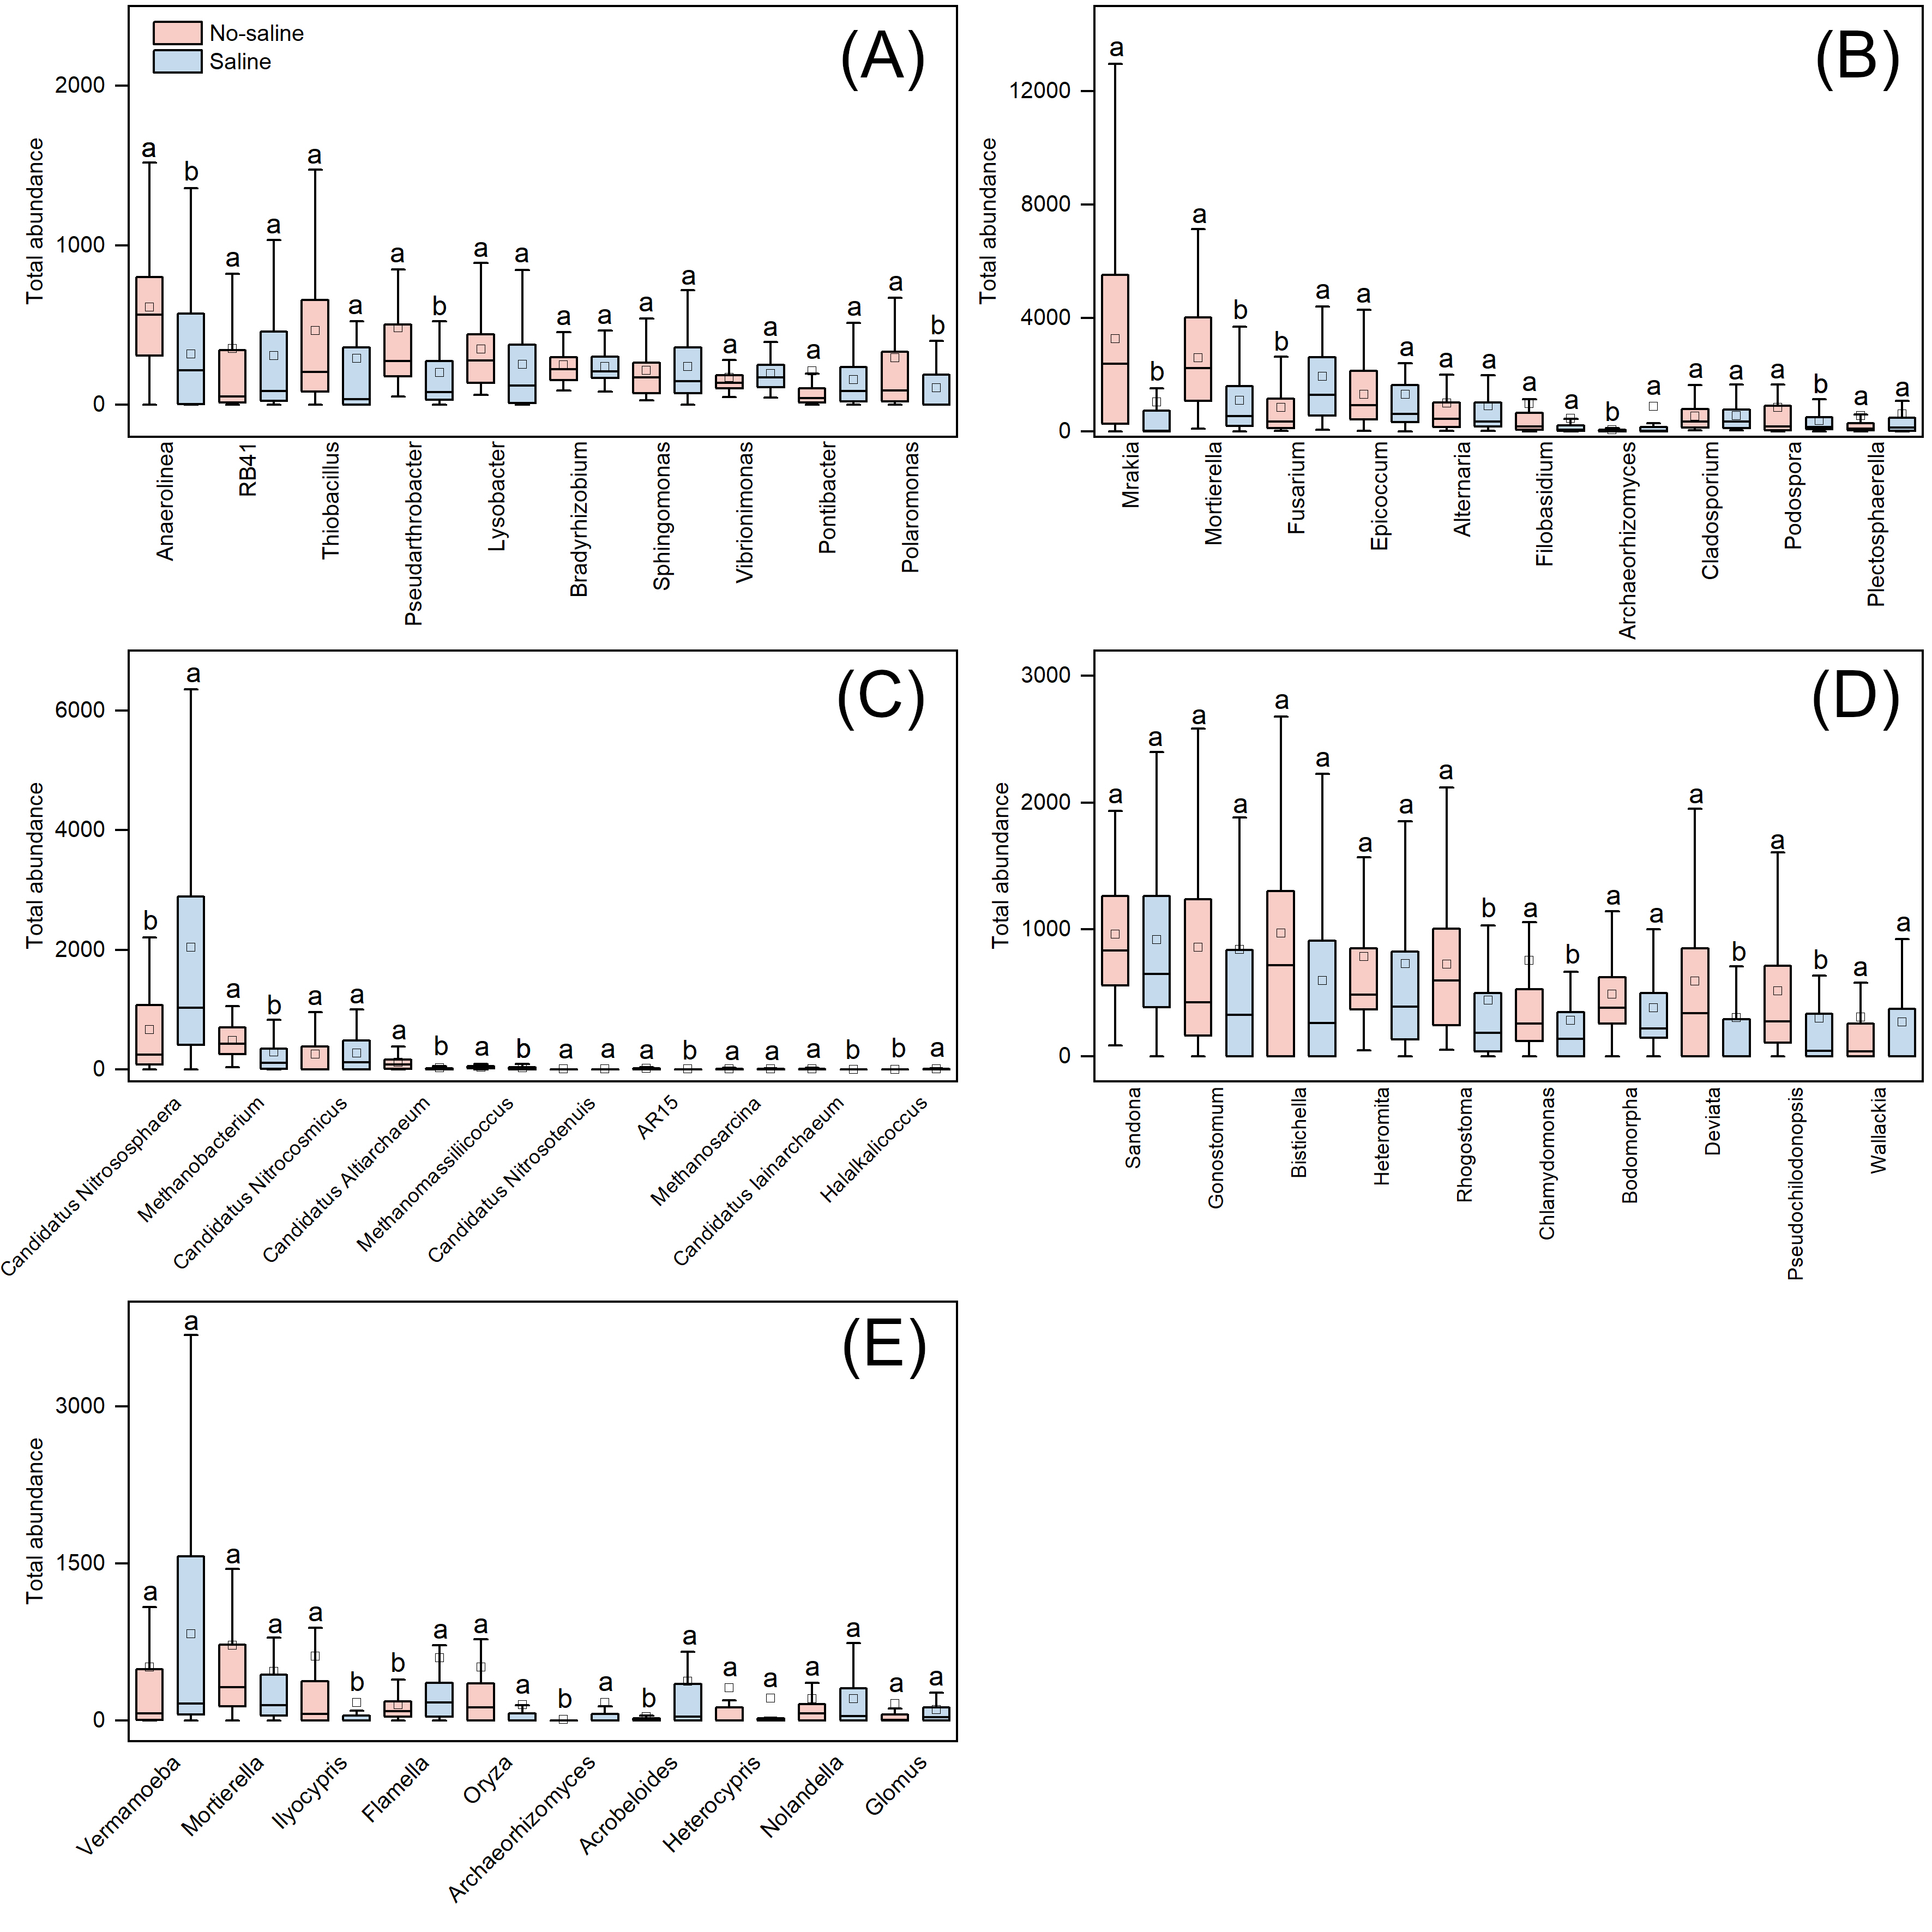 No-saline
Saline
(A)
Total abundance
2000
1000
0
a b a a a a a b a a a a a a a a a a a b
Anaerolinea
RB41
Thiobacillus
Pseudarthrobacter
Lysobacter
Bradyrhizobium
Sphingomonas
Vibrionimonas
Pontibacter
Polaromonas
(B)
Total abundance
12000
8000
4000
0
a b a b b a a a a a a a b a a a a b a a
Mrakia
Mortierella
Fusarium
Epicoccum
Alternaria
Filobasidium
Archaeorhizomyces
Cladosporium
Podospora
Plectosphaerella
(C)
Total abundance
6000
4000
2000
0
b a a b a a a b a b a a a b a a a b b a
Candidatus Nitrososphaera
Methanobacterium
Candidatus Nitrocosmicus
Candidatus Altiarchaeum
Methanomassiliicoccus
Candidatus Nitrosotenuis
AR15
Methanosarcina
Candidatus Iainarchaeum
Halalkalicoccus
(D)
Total abundance
3000
2000
1000
0
a a a a a a a a a b a b a a a b a b a a
Sandona
Gonostomum
Bistichella
Heteromita
Rhogostoma
Chlamydomonas
Bodomorpha
Deviata
Pseudochilodonopsis
Wallackia
(E)
Total abundance
3000
1500
0
a a a a a b b a a a b a b a a a a a a a
Vermamoeba
Mortierella
Ilyocypris
Flamella
Oryza
Archaeorhizomyces
Acrobeloides
Heterocypris
Nolandella
Glomus